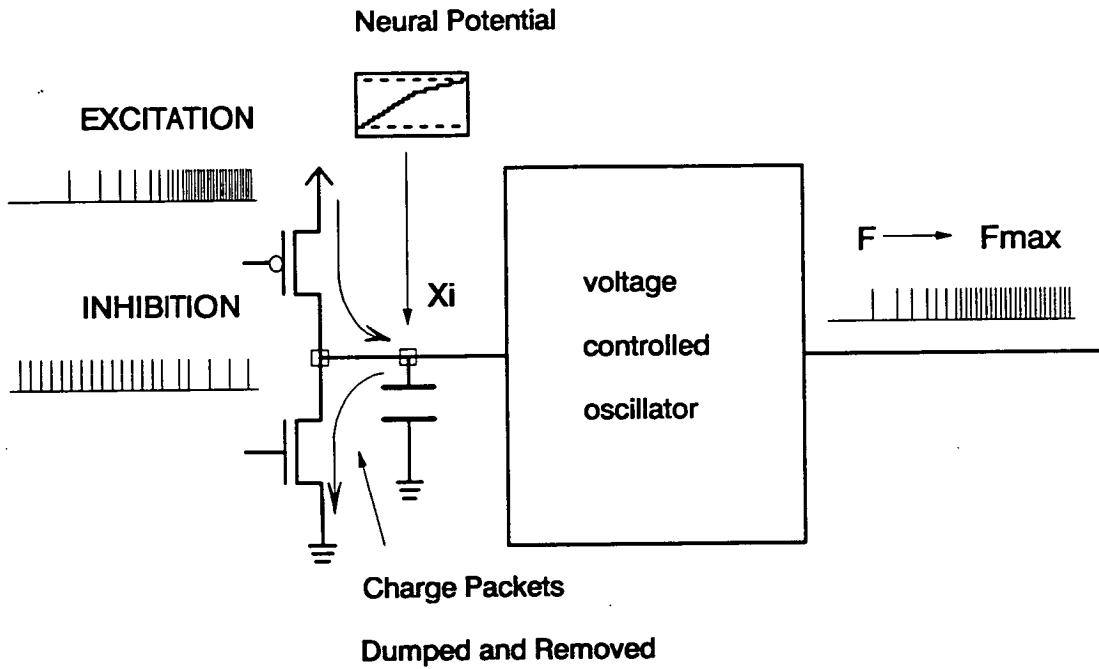 Neural Potential
EXCITATION
INHIBITION
Xi
voltage
controlled
oscillator
F Fmax
Charge Packets
Dumped and Removed